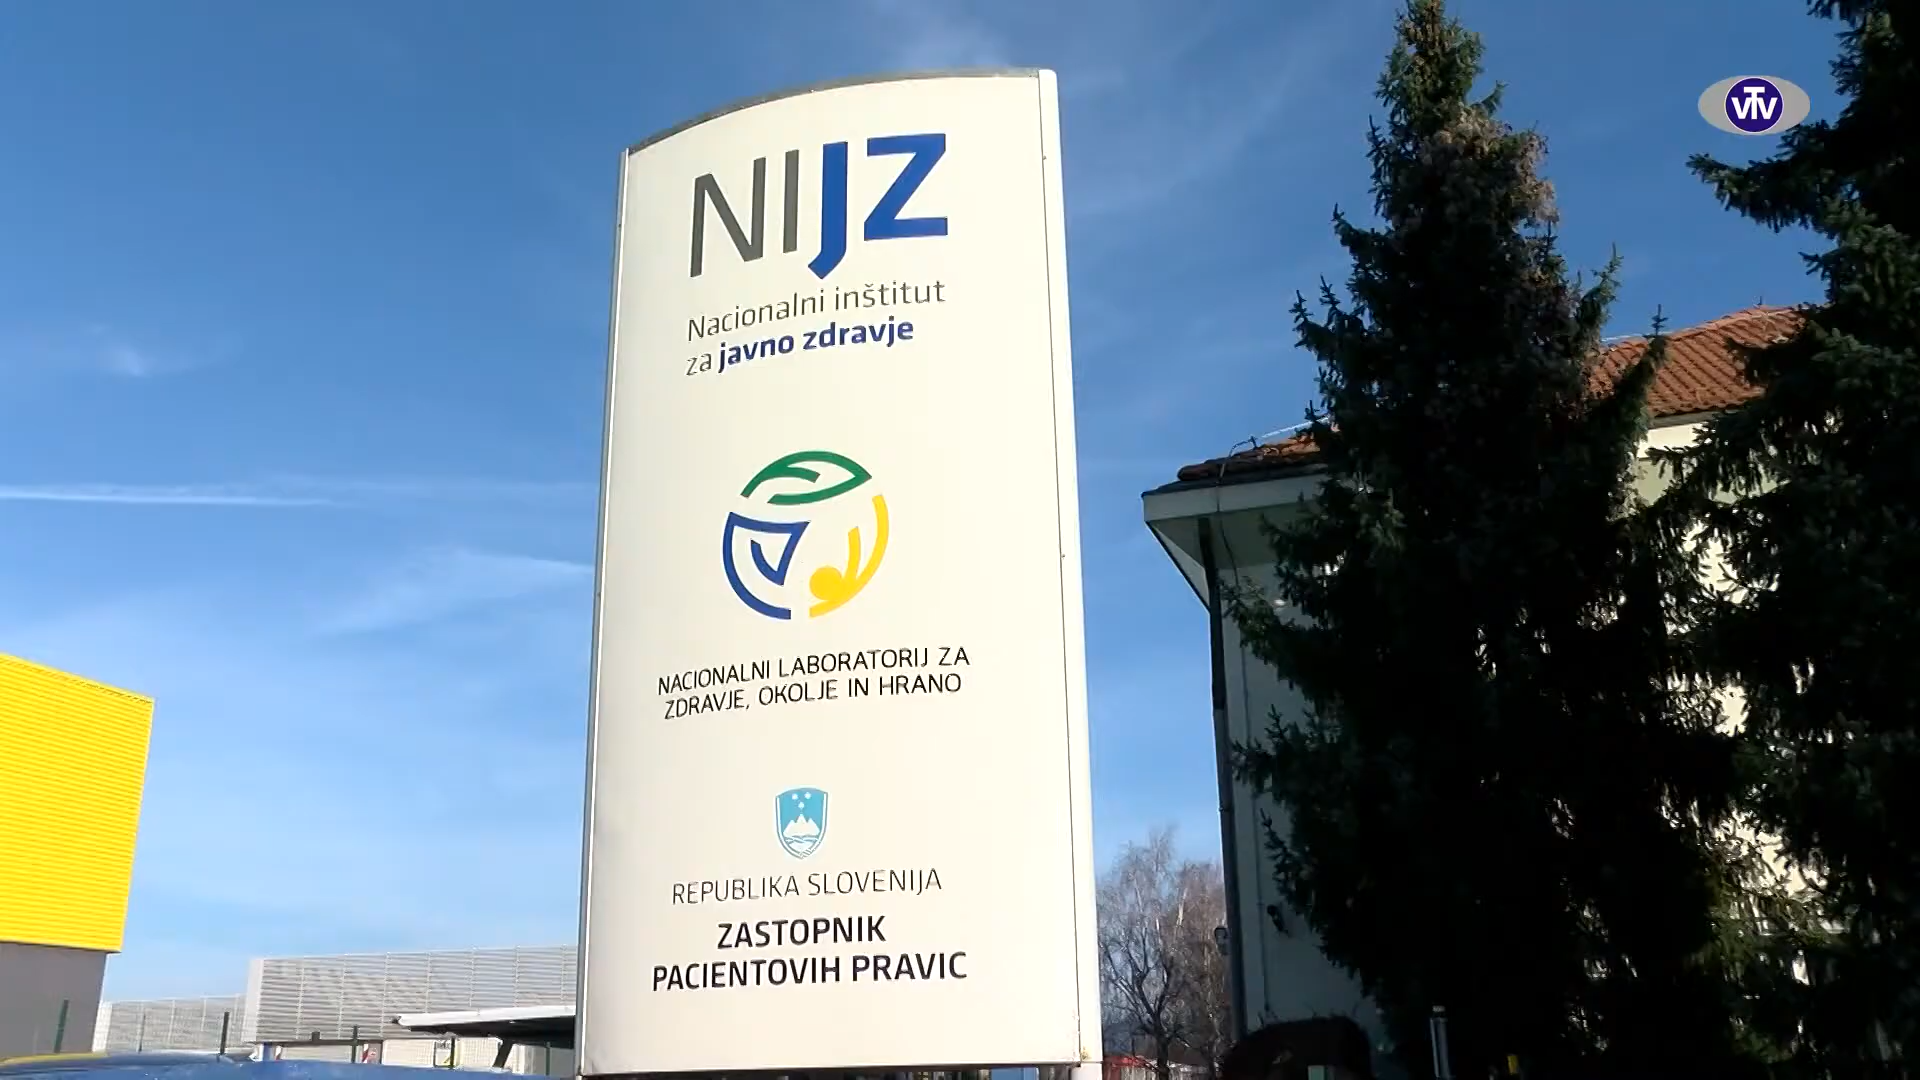 VTV
NIJZ
Nacionalni inštitut
za javno zdravje
NACIONALNI LABORATORIJ ZA
ZDRAVJE, OKOLJE IN HRANO
REPUBLIKA SLOVENIJA
ZASTOPNIK
PACIENTOVIH PRAVIC